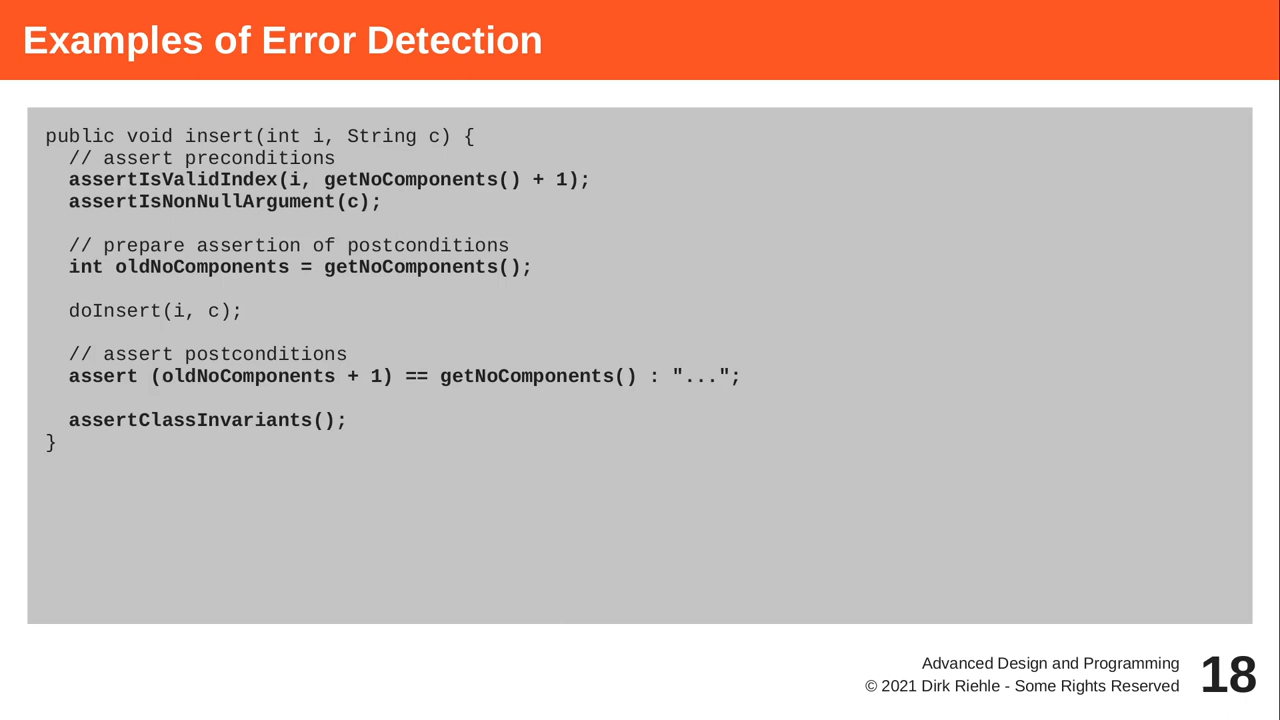 Examples of Error Detection
public void insert(int i, String c) {
  // assert preconditions
  assertIsValidIndex(i, getNoComponents() + 1);
  assertIsNonNullArgument(c);

  // prepare assertion of postconditions
  int oldNoComponents = getNoComponents();

  doInsert(i, c);

  // assert postconditions
  assert (oldNoComponents + 1) == getNoComponents() : "...";

  assertClassInvariants();
}
Advanced Design and Programming
© 2021 Dirk Riehle - Some Rights Reserved
18